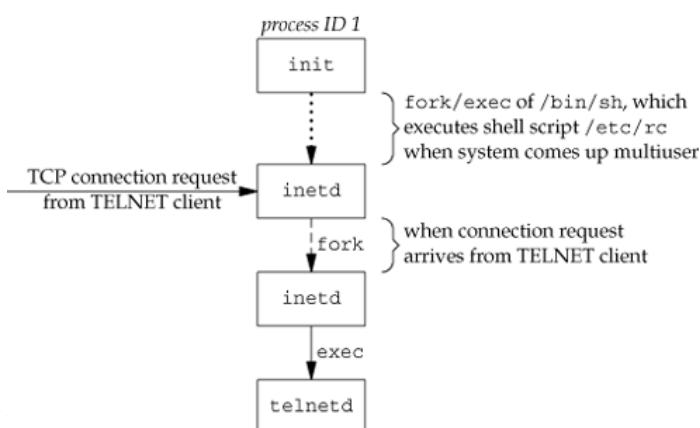 process ID 1
init
fork/exec of /bin/sh, which
executes shell script /etc/rc
when system comes up multiuser
TCP connection request
from TELNET client
inetd
fork
when connection request
arrives from TELNET client
inetd
exec
telnetd